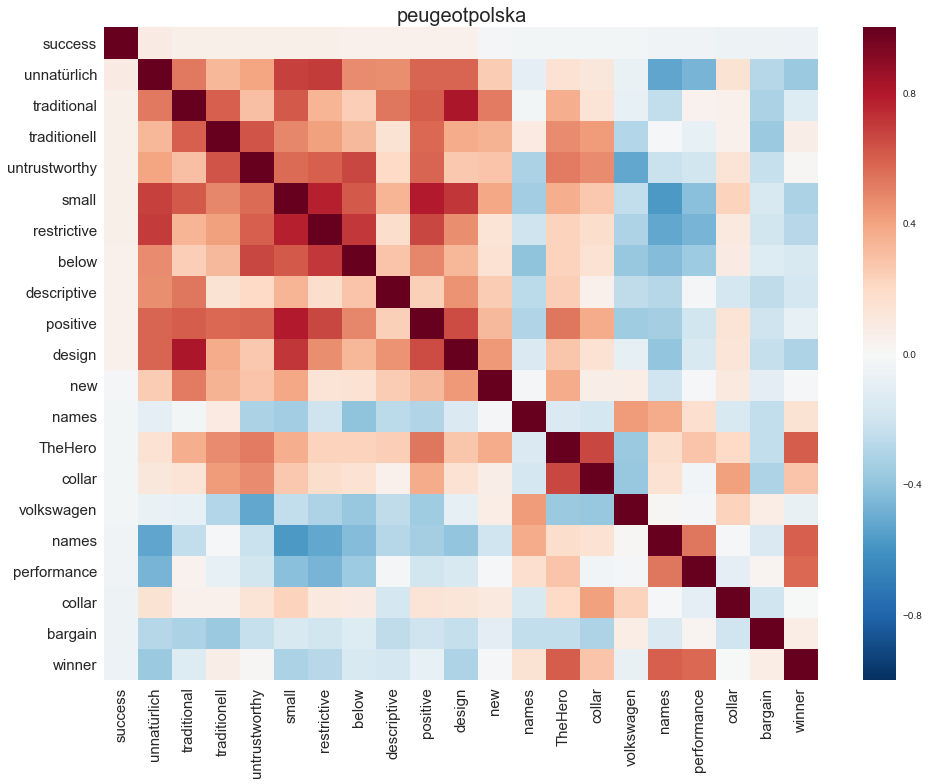 peugeotpolska
success
unnatürlich
traditional
traditionell
untrustworthy
small
restrictive
below
descriptive
positive
design
new
names
TheHero
collar
volkswagen
names
performance
collar
bargain
winner
success
unnatürlich
traditional
traditionell
untrustworthy
small
restrictive
below
descriptive
positive
design
new
names
TheHero
collar
volkswagen
names
performance
collar
bargain
winner
0.8
0.4
0.0
−0.4
−0.8